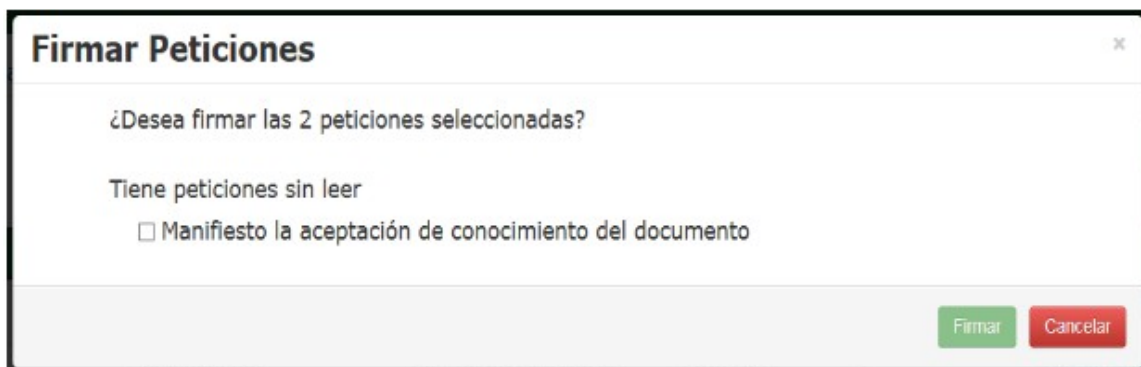 Firmar Peticiones
¿Desea firmar las 2 peticiones seleccionadas?
Tiene peticiones sin leer
Manifiesto la aceptación de conocimiento del documento
Firmar Cancelar